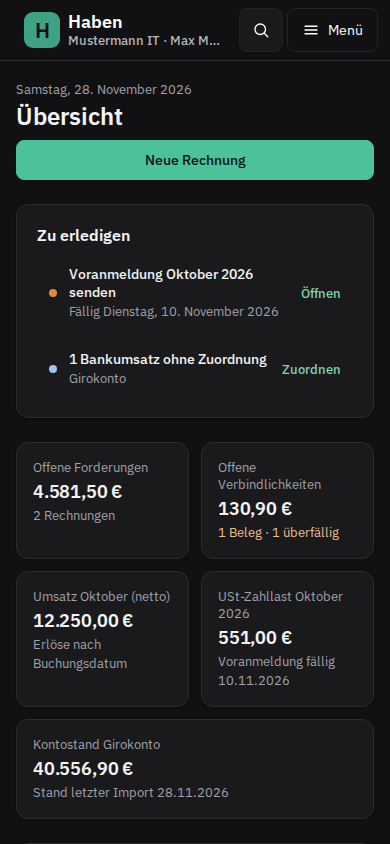 H
Haben
Mustermann IT · Max M...
Menü
Samstag, 28. November 2026
Übersicht
Neue Rechnung
Zu erledigen
Voranmeldung Oktober 2026
senden
Fällig Dienstag, 10. November 2026
Öffnen
1 Bankumsatz ohne Zuordnung
Girokonto
Zuordnen
Offene Forderungen
4.581,50 €
2 Rechnungen
Offene
Verbindlichkeiten
130,90 €
1 Beleg · 1 überfällig
Umsatz Oktober (netto)
12.250,00 €
Erlöse nach
Buchungsdatum
USt-Zahllast Oktober
2026
551,00 €
Voranmeldung fällig
10.11.2026
Kontostand Girokonto
40.556,90 €
Stand letzter Import 28.11.2026